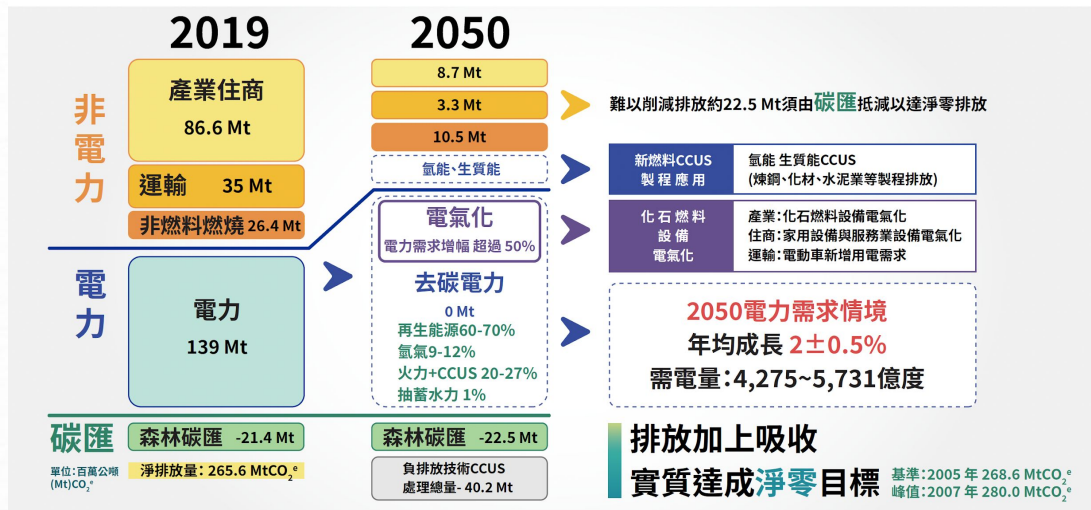 2019
2050
非電力
產業住商
86.6 Mt
運輸 35 Mt
非燃料燃燒 26.4 Mt
8.7 Mt
3.3 Mt
10.5 Mt
氫能、生質能
難以削減排放約22.5 Mt須由碳匯抵減以達淨零排放
新燃料CCUS
製程應用
氫能 生質能CCUS
(煉鋼、化材、水泥業等製程排放)
電氣化
電力需求增幅 超過 50%
化石燃料
設備
電氣化
產業:化石燃料設備電氣化
住商:家用設備與服務業設備電氣化
運輸:電動車新增用電需求
電力
電力
139 Mt
去碳電力
0 Mt
再生能源60-70%
氫氣9-12%
火力+CCUS 20-27%
抽蓄水力 1%
2050電力需求情境
年均成長 2±0.5%
需電量:4,275~5,731億度
碳匯
單位:百萬公噸
(Mt)CO₂ᵉ
森林碳匯 -21.4 Mt
淨排放量: 265.6 MtCO₂ᵉ
森林碳匯 -22.5 Mt
負排放技術CCUS
處理總量- 40.2 Mt
排放加上吸收
實質達成淨零目標
基準:2005 年 268.6 MtCO₂ᵉ
峰值:2007 年 280.0 MtCO₂ᵉ